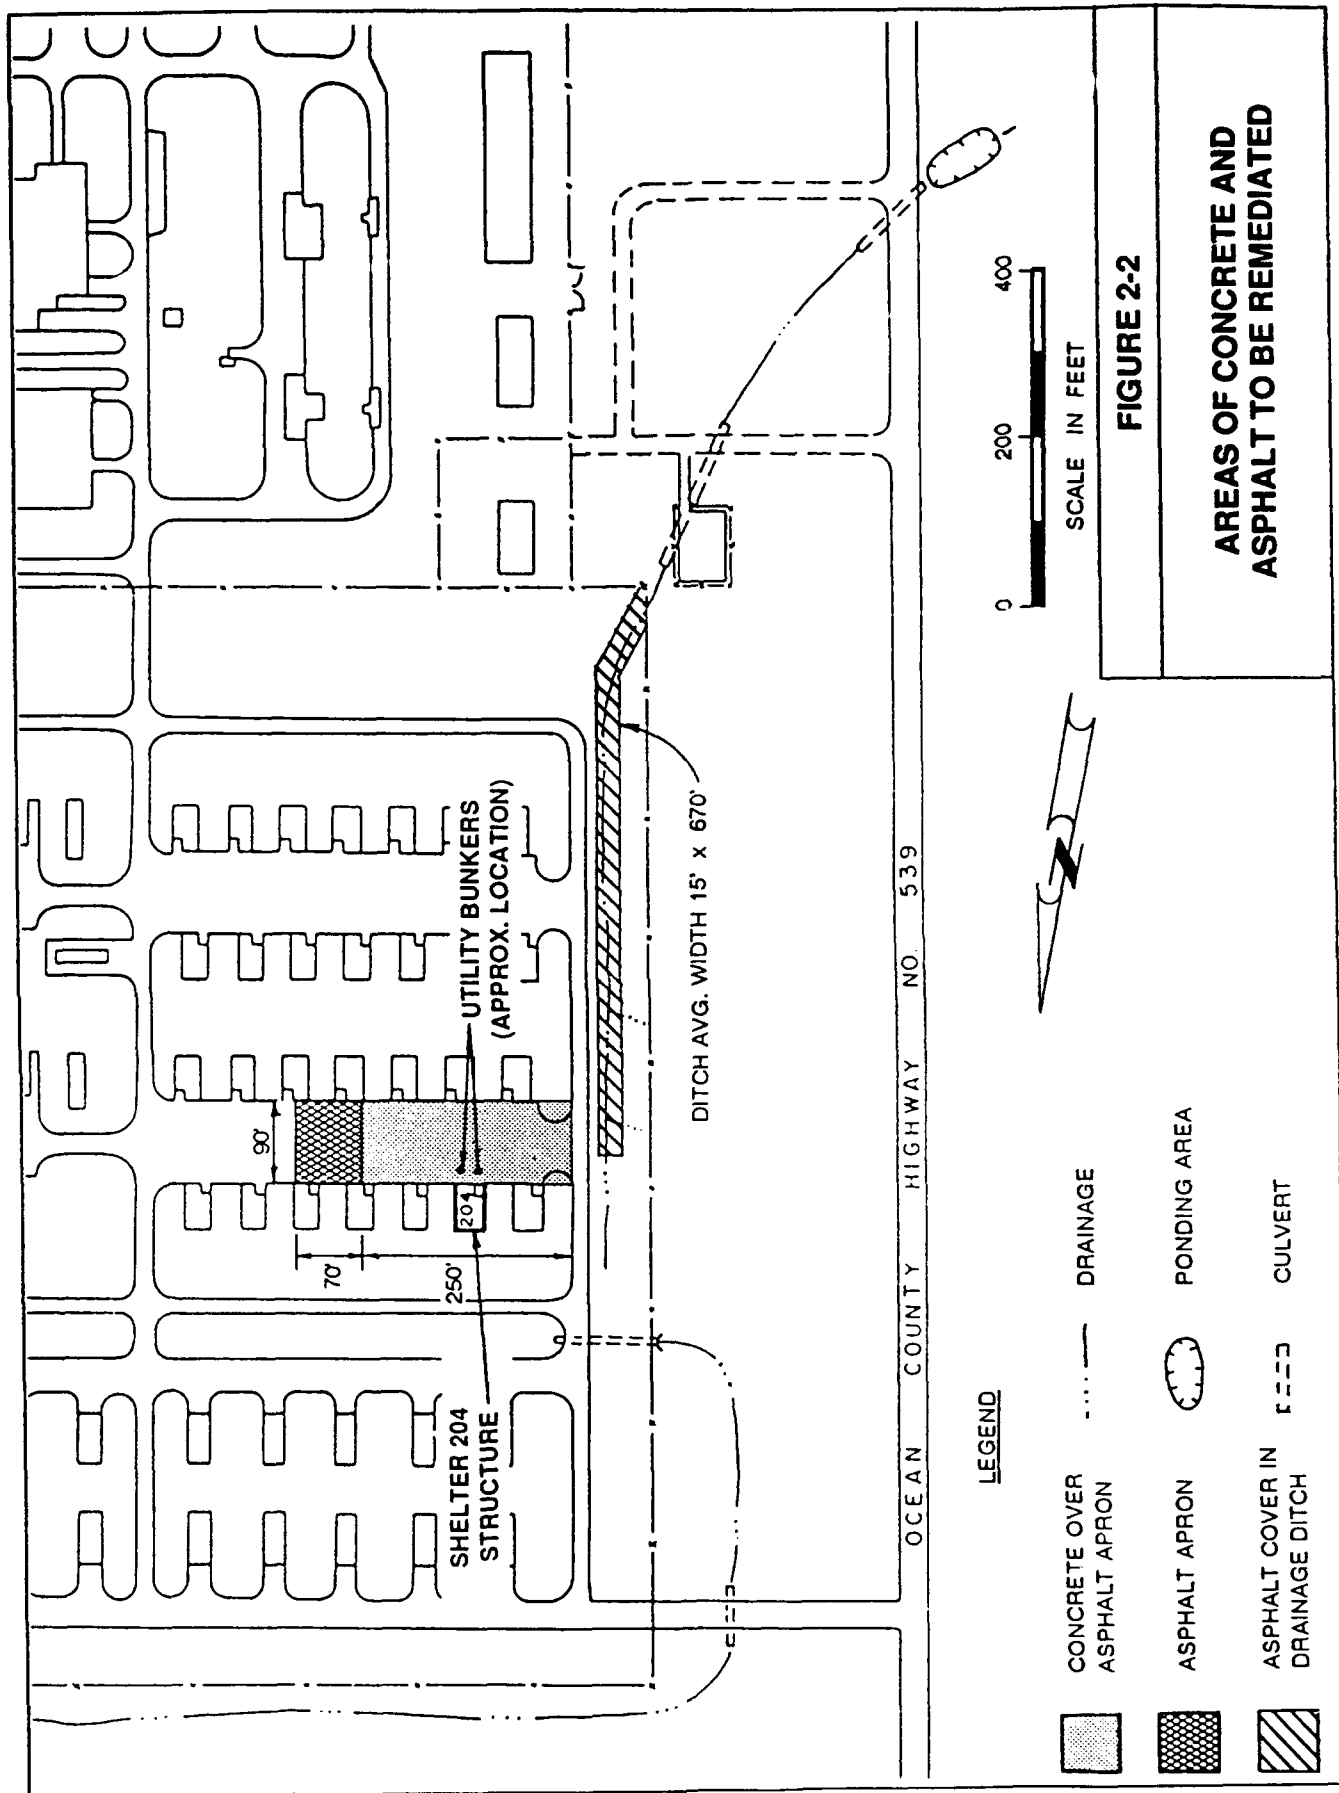 SHELTER 204
STRUCTURE
UTILITY BUNKERS
(APPROX. LOCATION)
90'
70'
250'
204
DITCH AVG. WIDTH 15' x 670'
OCEAN COUNTY HIGHWAY NO. 539
LEGEND
CONCRETE OVER
ASPHALT APRON
ASPHALT APRON
ASPHALT COVER IN
DRAINAGE DITCH
DRAINAGE
PONDING AREA
CULVERT
N
0 200 400
SCALE IN FEET
FIGURE 2-2
AREAS OF CONCRETE AND
ASPHALT TO BE REMEDIATED